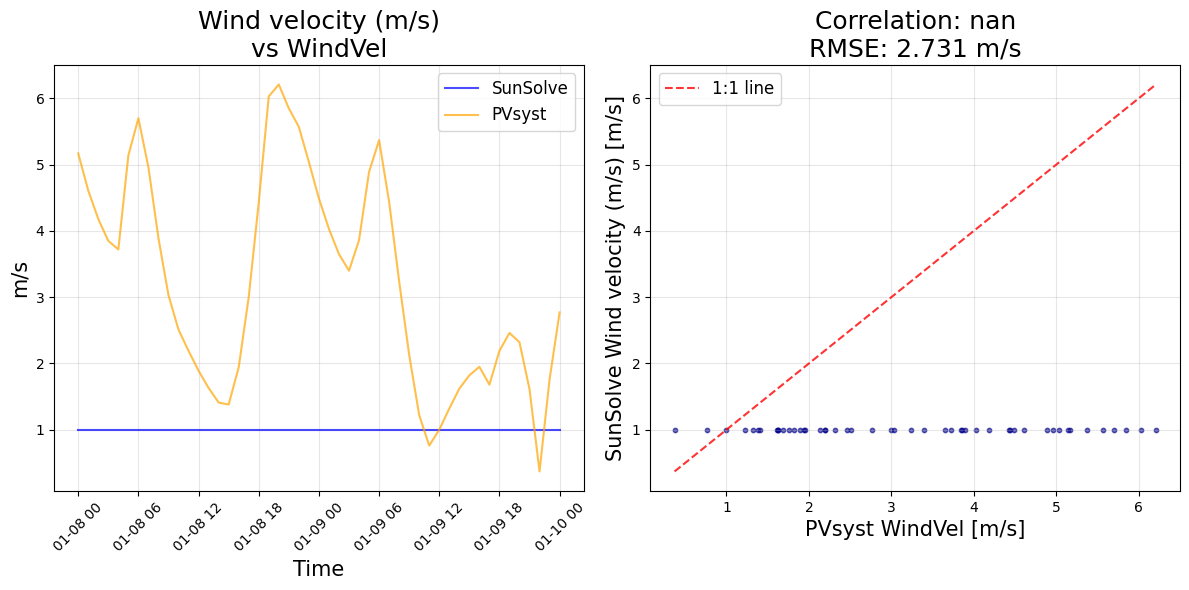 Wind velocity (m/s)
vs WindVel
SunSolve
PVsyst
m/s
6
5
4
3
2
1
01-08 00
01-08 06
01-08 12
01-08 18
01-09 00
01-09 06
01-09 12
01-09 18
01-10 00
Time
Correlation: nan
RMSE: 2.731 m/s
1:1 line
SunSolve Wind velocity (m/s) [m/s]
6
5
4
3
2
1
1
2
3
4
5
6
PVsyst WindVel [m/s]